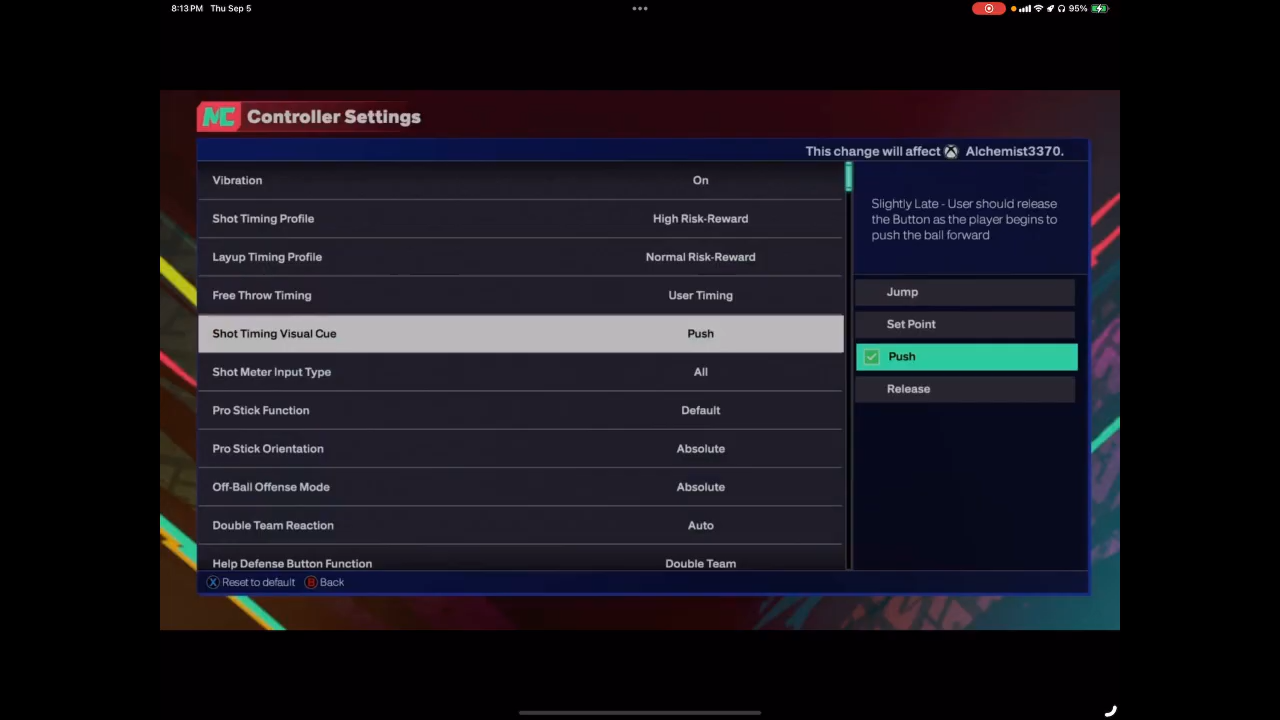 8:13 PM Thu Sep 5
95%
MC Controller Settings
This change will affect Alchemist3370.
Vibration On
Shot Timing Profile High Risk-Reward
Layup Timing Profile Normal Risk-Reward
Free Throw Timing User Timing
Shot Timing Visual Cue Push
Shot Meter Input Type All
Pro Stick Function Default
Pro Stick Orientation Absolute
Off-Ball Offense Mode Absolute
Double Team Reaction Auto
Help Defense Button Function Double Team
Slightly Late - User should release
the Button as the player begins to
push the ball forward
Jump
Set Point
Push
Release
X Reset to default B Back